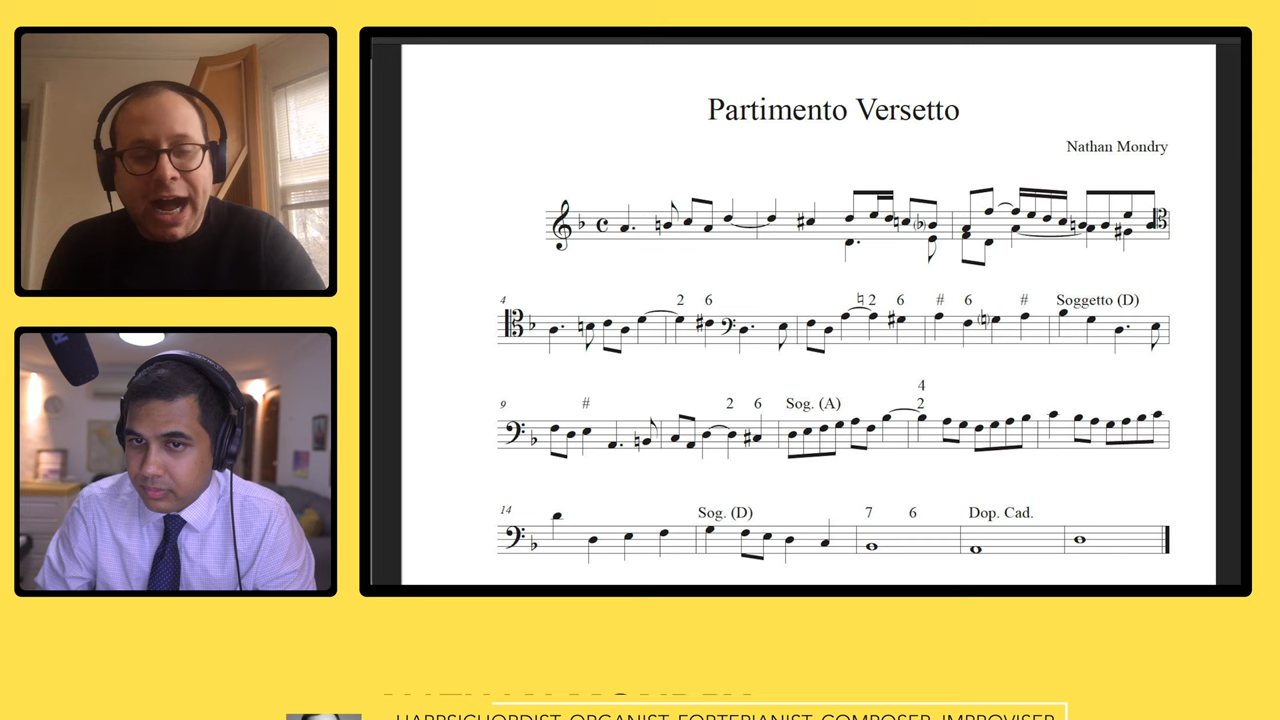 Partimento Versetto
Nathan Mondry
4
2 6 ♮2 6 # 6 # Soggetto (D)
9
# 2 6 Sog. (A) 4
2
14
Sog. (D) 7 6 Dop. Cad.
HARPSICHORDIST, ORGANIST, FORTEPIANIST, COMPOSER, IMPROVISER